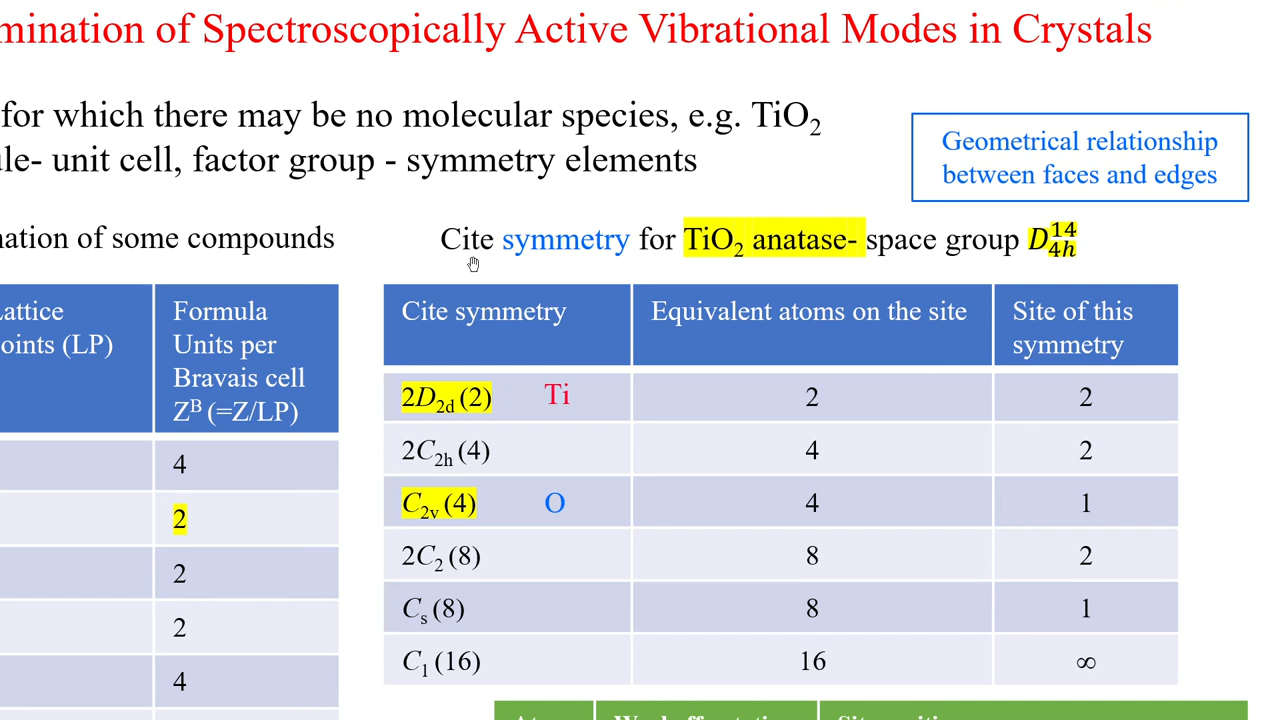 mination of Spectroscopically Active Vibrational Modes in Crystals
for which there may be no molecular species, e.g. TiO2
ule- unit cell, factor group - symmetry elements
Geometrical relationship
between faces and edges
nation of some compounds
Cite symmetry for TiO2 anatase- space group D4h14
Lattice
oints (LP)
Formula
Units per
Bravais cell
ZB (=Z/LP)
4
2
2
2
4
Cite symmetry
Equivalent atoms on the site
Site of this
symmetry
2D2d (2) Ti 2 2
2C2h (4) 4 2
C2v (4) O 4 1
2C2 (8) 8 2
Cs (8) 8 1
C1 (16) 16 ∞